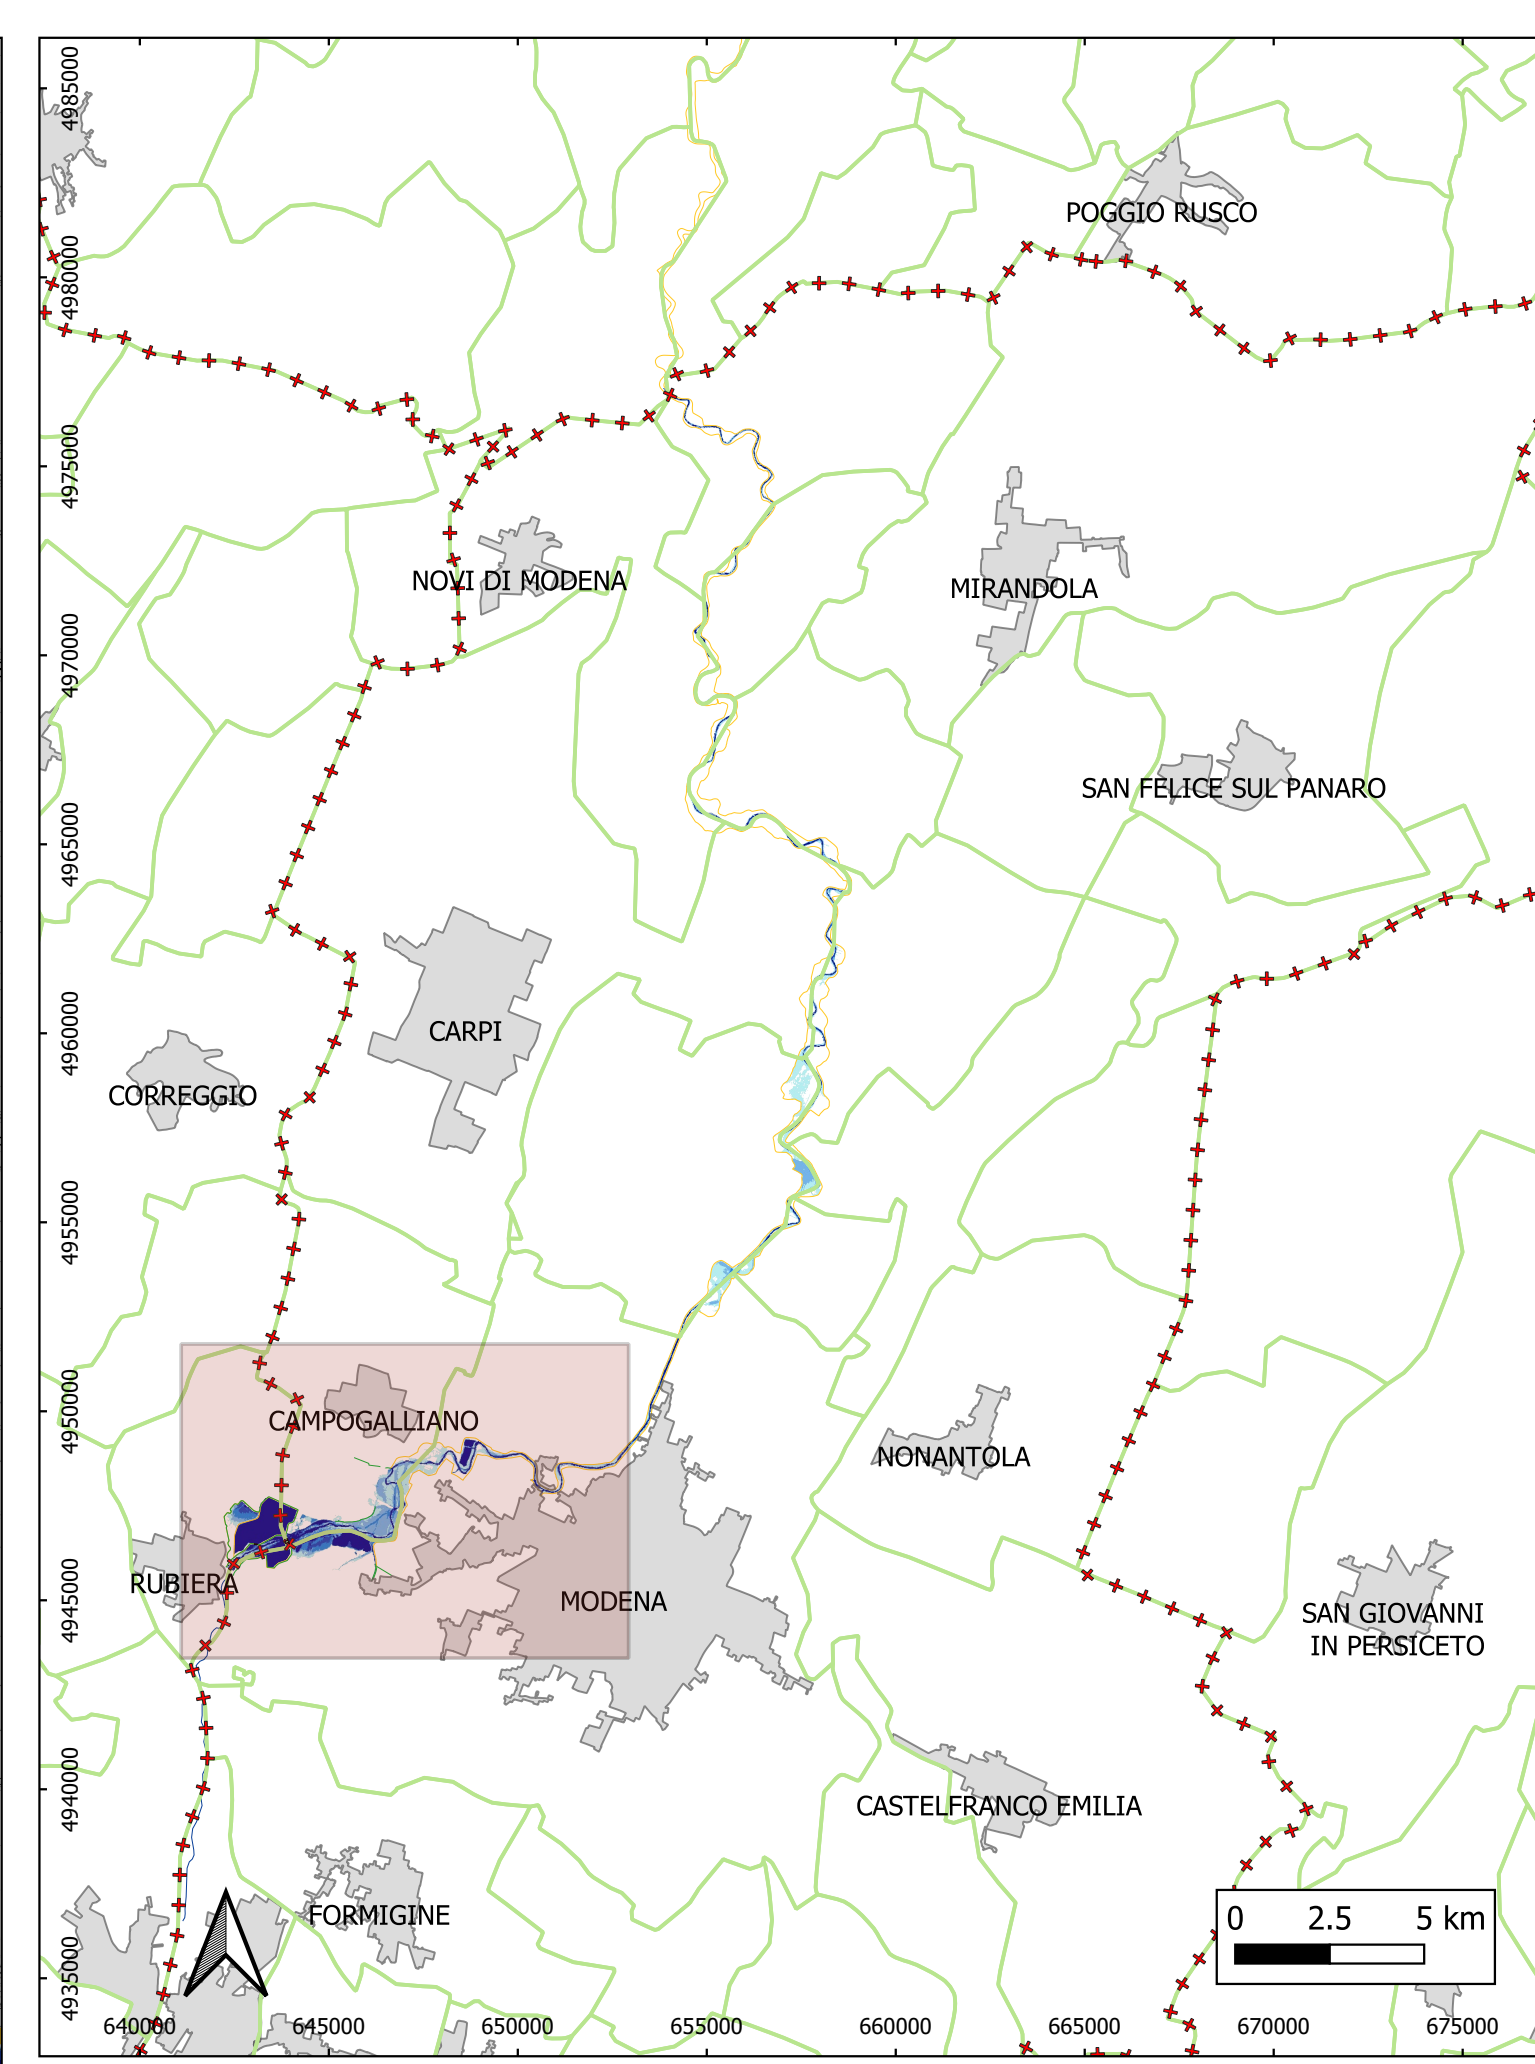 4985000
POGGIO RUSCO
4980000
4975000
NOVI DI MODENA
MIRANDOLA
4970000
SAN FELICE SUL PANARO
4965000
CARPI
4960000
CORREGGIO
4955000
4950000
CAMPOGALLIANO
NONANTOLA
RUBIERA
MODENA
4945000
SAN GIOVANNI
IN PERSICETO
4940000
CASTELFRANCO EMILIA
FORMIGINE
0 2.5 5 km
4935000
640000 645000 650000 655000 660000 665000 670000 675000